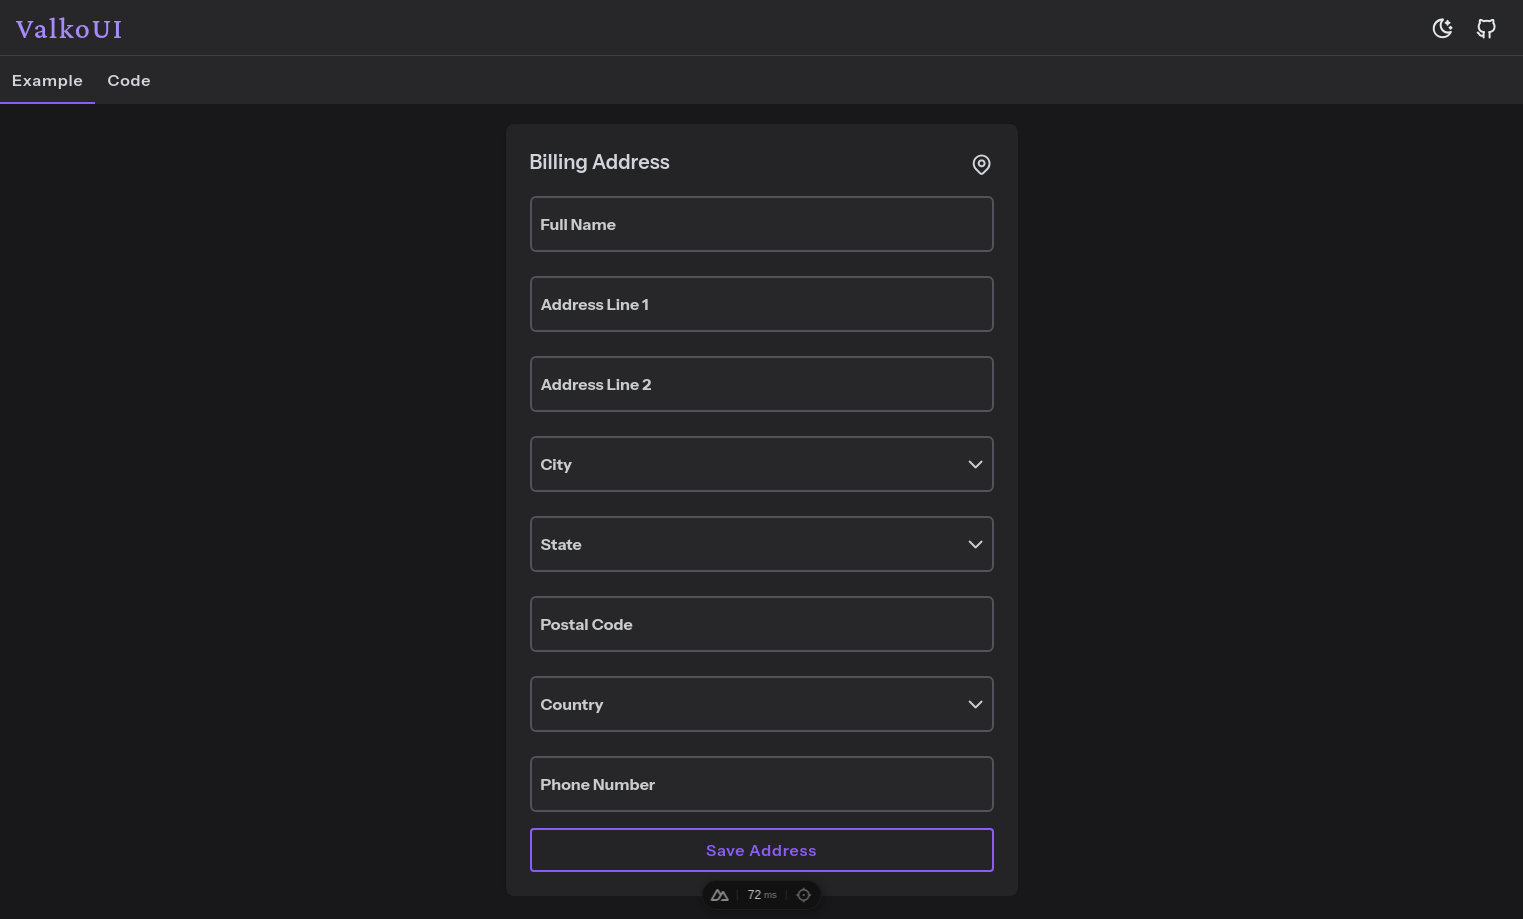 ValkoUI
Example Code
Billing Address
Full Name
Address Line 1
Address Line 2
City
State
Postal Code
Country
Phone Number
Save Address
72 ms